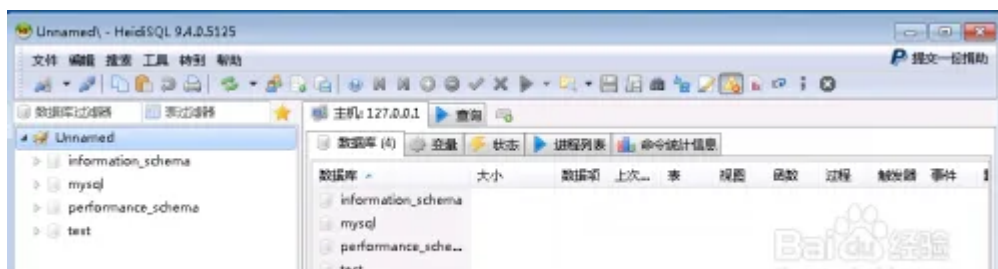 Unnamed\ - HeidiSQL 9.4.0.5125
文件 编辑 搜索 工具 转到 帮助
提交一份捐助
数据库过滤器 表过滤器
主机: 127.0.0.1 查询
Unnamed
information_schema
mysql
performance_schema
test
数据库 (4) 变量 状态 进程列表 命令统计信息
数据库 大小 数据项 上次... 表 视图 函数 过程 触发器 事件
information_schema
mysql
performance_sche...
test
Baidu 经验